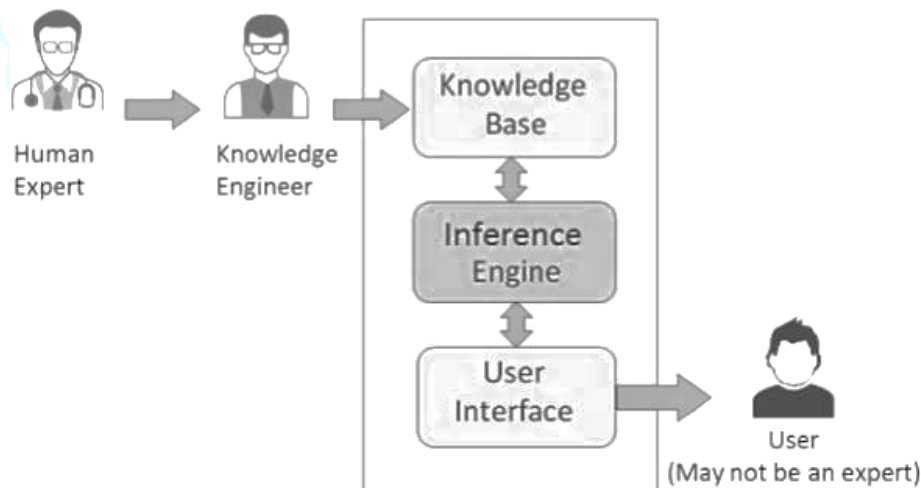 Human
Expert
Knowledge
Engineer
Knowledge
Base
Inference
Engine
User
Interface
User
(May not be an expert)